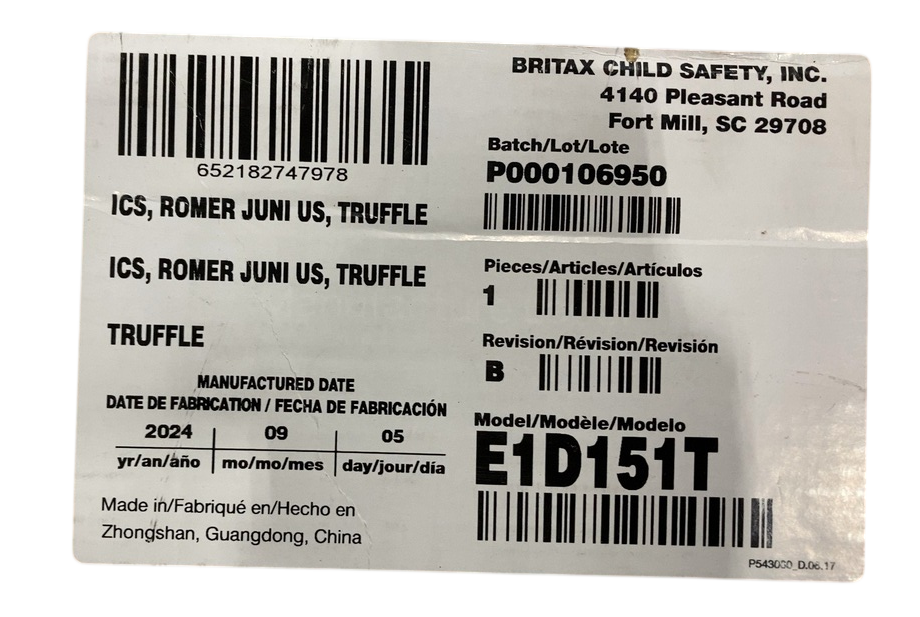 652182747978
ICS, ROMER JUNI US, TRUFFLE
ICS, ROMER JUNI US, TRUFFLE
TRUFFLE
MANUFACTURED DATE
DATE DE FABRICATION / FECHA DE FABRICACIÓN
2024 09 05
yr/an/año mo/mo/mes day/jour/día
Made in/Fabriqué en/Hecho en
Zhongshan, Guangdong, China
BRITAX CHILD SAFETY, INC.
4140 Pleasant Road
Fort Mill, SC 29708
Batch/Lot/Lote
P000106950
Pieces/Articles/Artículos
1
Revision/Révision/Revisión
B
Model/Modèle/Modelo
E1D151T